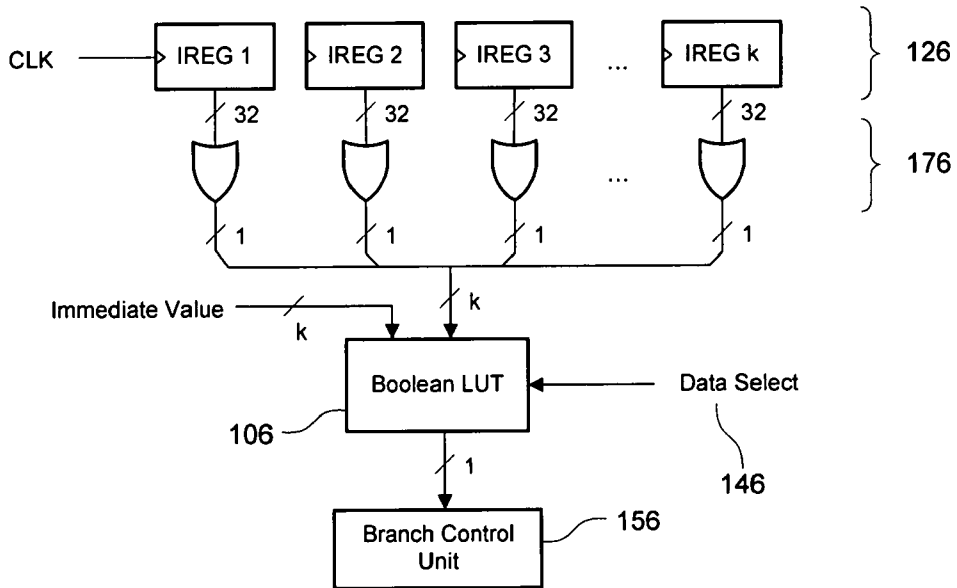 CLK
IREG 1
IREG 2
IREG 3
...
IREG k
126
32
32
32
32
...
176
1
1
1
1
Immediate Value
k
k
Boolean LUT
Data Select
106
146
1
Branch Control
Unit
156